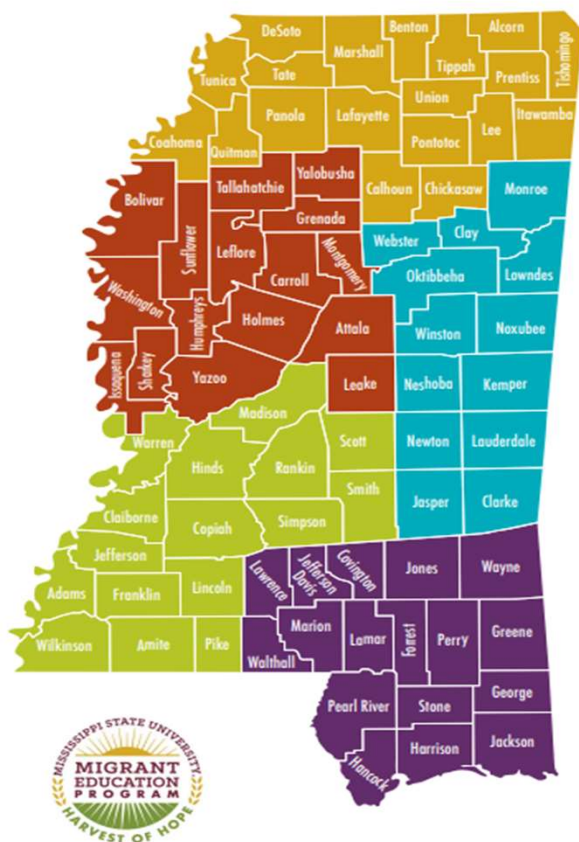 DeSoto
Benton
Alcorn
Marshall
Tippah
Tishomingo
Tunica
Tate
Prentiss
Union
Panola
Lafayette
Itawamba
Coahoma
Quitman
Pontotoc
Lee
Calhoun
Chickasaw
Bolivar
Tallahatchie
Yalobusha
Monroe
Sunflower
Grenada
Leflore
Montgomery
Webster
Clay
Carroll
Oktibbeha
Lowndes
Washington
Humphreys
Holmes
Attala
Winston
Noxubee
Issaquena
Sharkey
Yazoo
Leake
Neshoba
Kemper
Madison
Warren
Scott
Newton
Lauderdale
Hinds
Rankin
Smith
Claiborne
Copiah
Simpson
Jasper
Clarke
Jefferson
Lawrence
Jefferson
Davis
Covington
Jones
Wayne
Adams
Franklin
Lincoln
Marion
Lamar
Forrest
Perry
Greene
Wilkinson
Amite
Pike
Walthall
Pearl River
Stone
George
Hancock
Harrison
Jackson
MISSISSIPPI STATE UNIVERSITY
MIGRANT
EDUCATION
PROGRAM
HARVEST OF HOPE